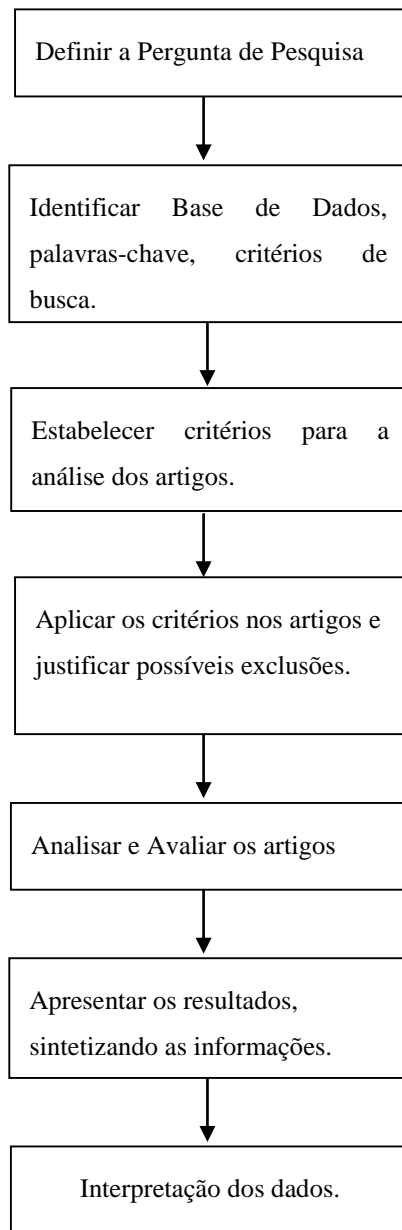 Definir a Pergunta de Pesquisa
Identificar Base de Dados,
palavras-chave, critérios de
busca.
Estabelecer critérios para a
análise dos artigos.
Aplicar os critérios nos artigos e
justificar possíveis exclusões.
Analisar e Avaliar os artigos
Apresentar os resultados,
sintetizando as informações.
Interpretação dos dados.